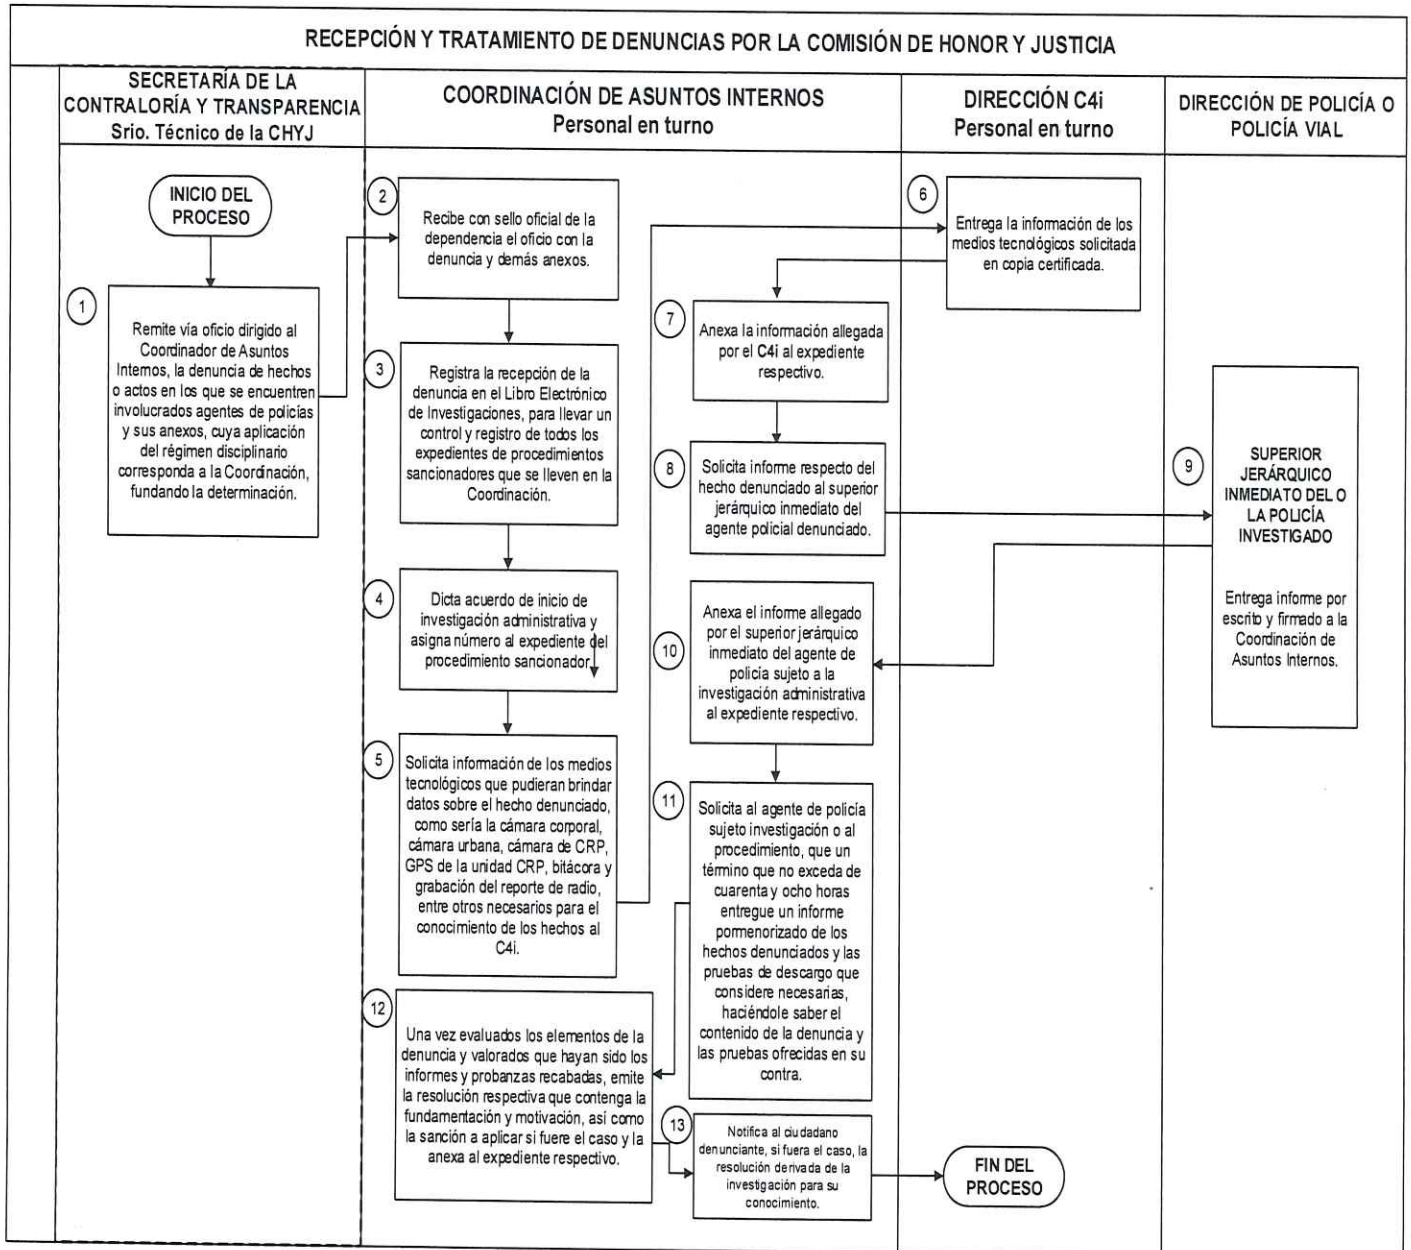 RECEPCIÓN Y TRATAMIENTO DE DENUNCIAS POR LA COMISIÓN DE HONOR Y JUSTICIA
SECRETARÍA DE LA
CONTRALORÍA Y TRANSPARENCIA
Srio. Técnico de la CHYJ
COORDINACIÓN DE ASUNTOS INTERNOS
Personal en turno
DIRECCIÓN C4i
Personal en turno
DIRECCIÓN DE POLICÍA O
POLICÍA VIAL
INICIO DEL
PROCESO
1
Remite vía oficio dirigido al
Coordinador de Asuntos
Internos, la denuncia de hechos
o actos en los que se encuentren
involucrados agentes de policías
y sus anexos, cuya aplicación
del régimen disciplinario
corresponda a la Coordinación,
fundando la determinación.
2
Recibe con sello oficial de la
dependencia el oficio con la
denuncia y demás anexos.
3
Registra la recepción de la
denuncia en el Libro Electrónico
de Investigaciones, para llevar un
control y registro de todos los
expedientes de procedimientos
sancionadores que se lleven en la
Coordinación.
4
Dicta acuerdo de inicio de
investigación administrativa y
asigna número al expediente del
procedimiento sancionador
5
Solicita información de los medios
tecnológicos que pudieran brindar
datos sobre el hecho denunciado,
como sería la cámara corporal,
cámara urbana, cámara de CRP,
GPS de la unidad CRP, bitácora y
grabación del reporte de radio,
entre otros necesarios para el
conocimiento de los hechos al
C4i.
6
Entrega la información de los
medios tecnológicos solicitada
en copia certificada.
7
Anexa la información allegada
por el C4i al expediente
respectivo.
8
Solicita informe respecto del
hecho denunciado al superior
jerárquico inmediato del
agente policial denunciado.
9
SUPERIOR
JERÁRQUICO
INMEDIATO DEL O
LA POLICÍA
INVESTIGADO
Entrega informe por
escrito y firmado a la
Coordinación de
Asuntos Internos.
10
Anexa el informe allegado
por el superior jerárquico
inmediato del agente de
policía sujeto a la
investigación administrativa
al expediente respectivo.
11
Solicita al agente de policía
sujeto investigación o al
procedimiento, que un
término que no exceda de
cuarenta y ocho horas
entregue un informe
pormenorizado de los
hechos denunciados y las
pruebas de descargo que
considere necesarias,
haciéndole saber el
contenido de la denuncia y
las pruebas ofrecidas en su
contra.
12
Una vez evaluados los elementos de la
denuncia y valorados que hayan sido los
informes y probanzas recabadas, emite
la resolución respectiva que contenga la
fundamentación y motivación, así como
la sanción a aplicar si fuere el caso y la
anexa al expediente respectivo.
13
Notifica al ciudadano
denunciante, si fuera el caso, la
resolución derivada de la
investigación para su
conocimiento.
FIN DEL
PROCESO